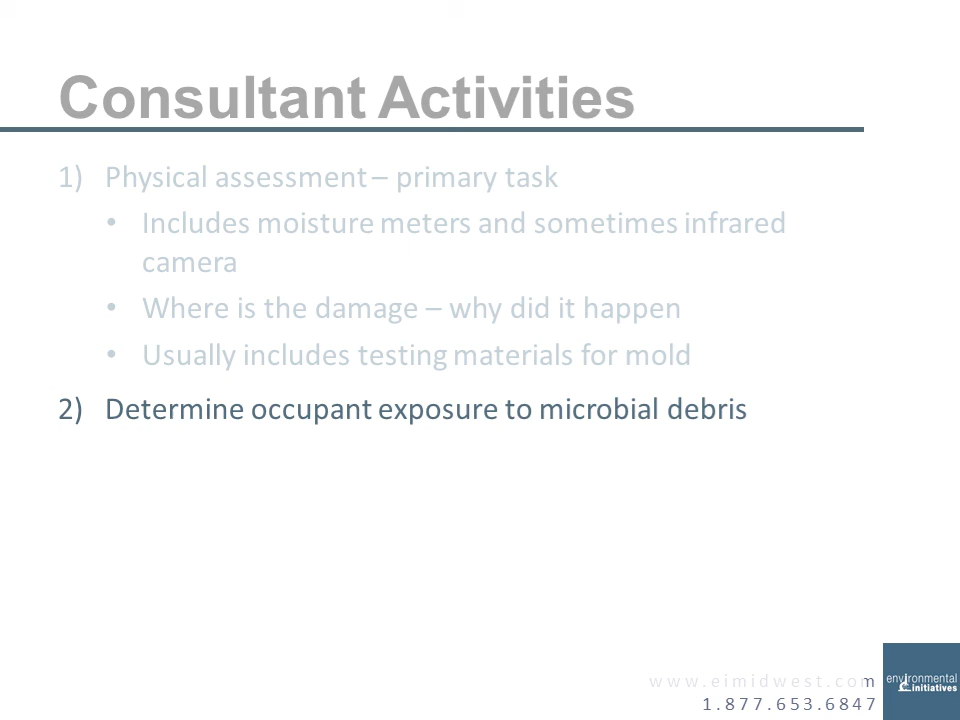 Consultant Activities
1) Physical assessment – primary task
• Includes moisture meters and sometimes infrared
camera
• Where is the damage – why did it happen
• Usually includes testing materials for mold
2) Determine occupant exposure to microbial debris
www.eimidwest.com
1.877.653.6847
environmental
initiatives